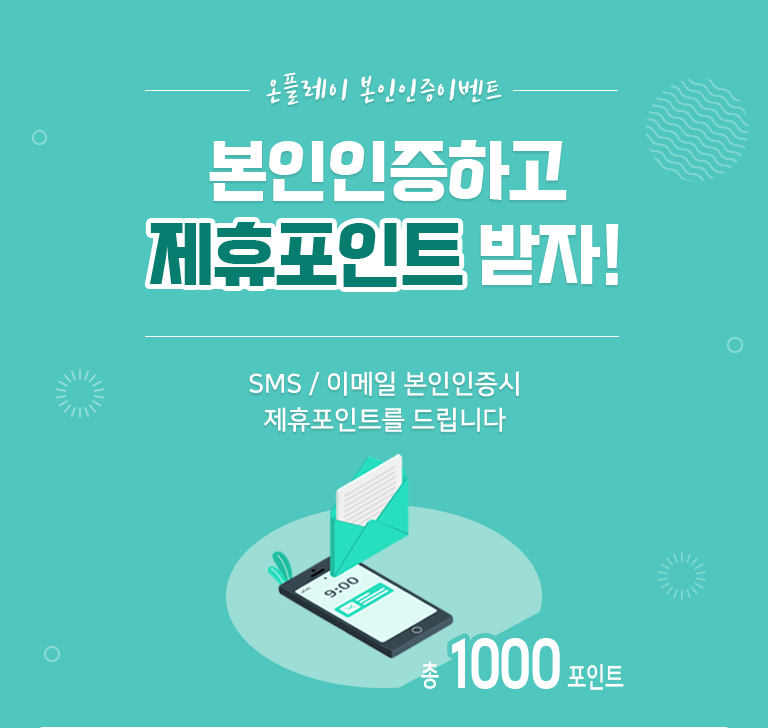 온플레이 본인인증이벤트
본인인증하고
제휴포인트 받자!
SMS / 이메일 본인인증시
제휴포인트를 드립니다
9:00
총 1000 포인트